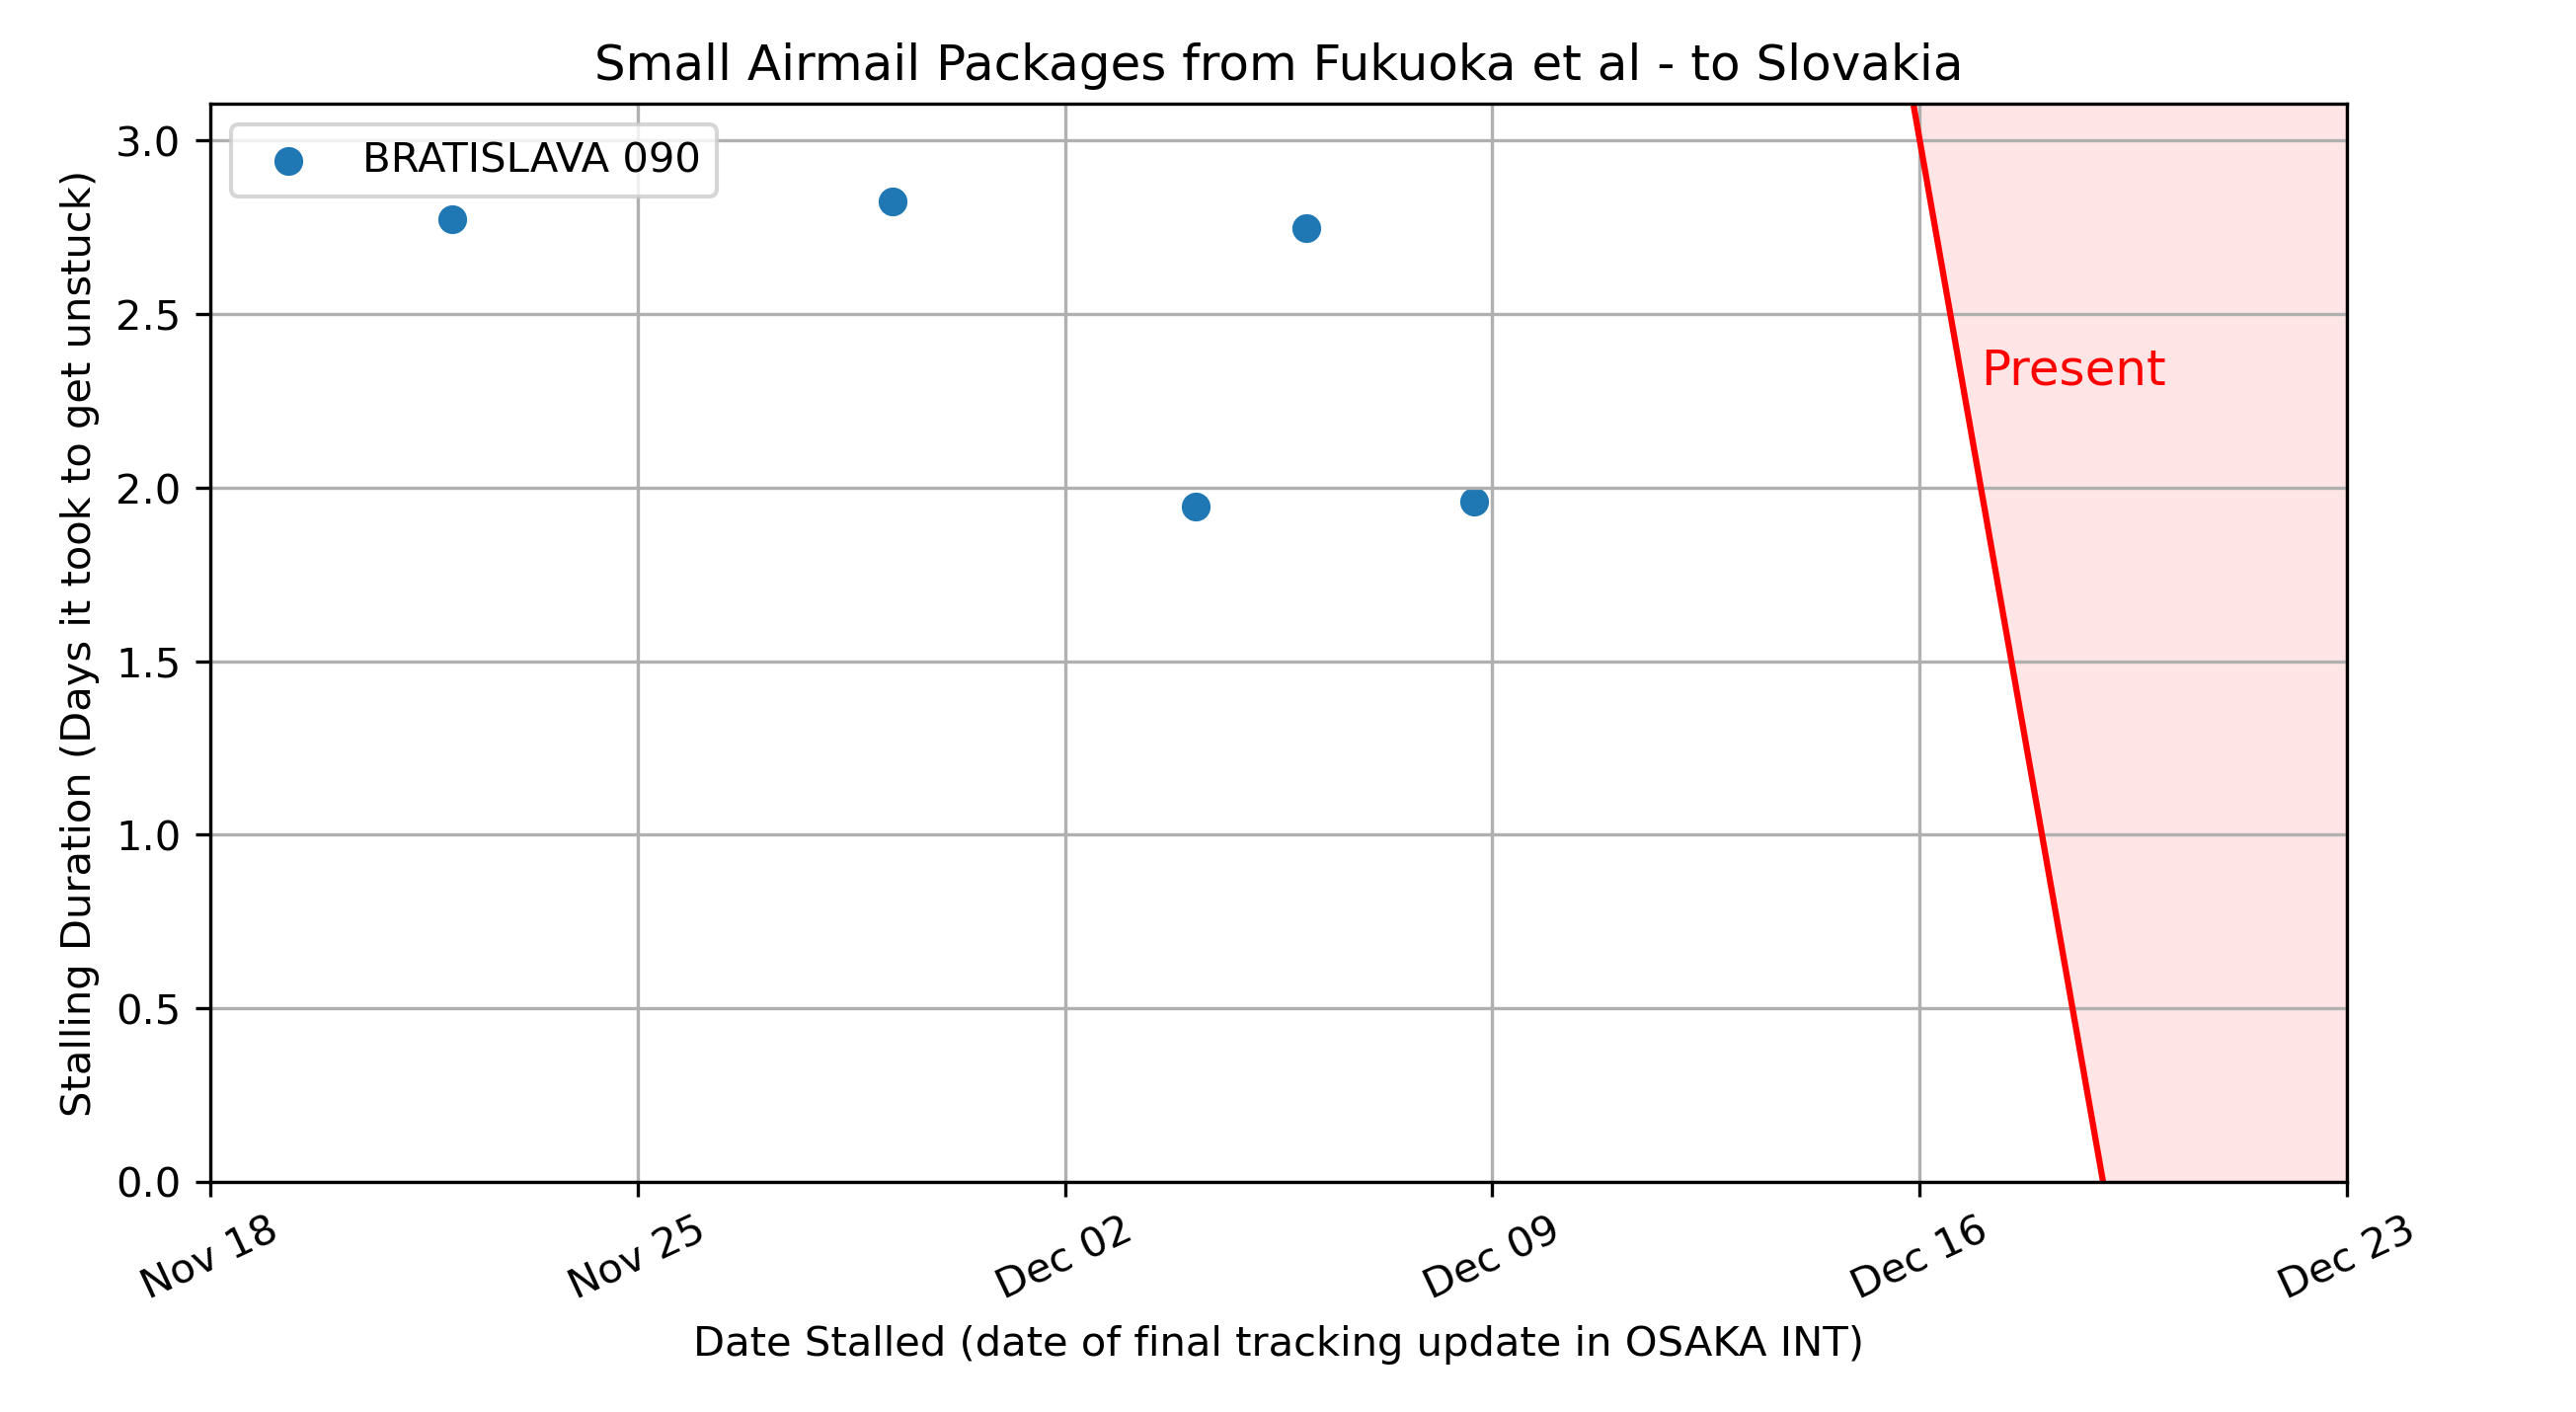 Small Airmail Packages from Fukuoka et al - to Slovakia
BRATISLAVA 090
Stalling Duration (Days it took to get unstuck)
3.0
2.5
2.0
1.5
1.0
0.5
0.0
Present
Nov 18
Nov 25
Dec 02
Dec 09
Dec 16
Dec 23
Date Stalled (date of final tracking update in OSAKA INT)